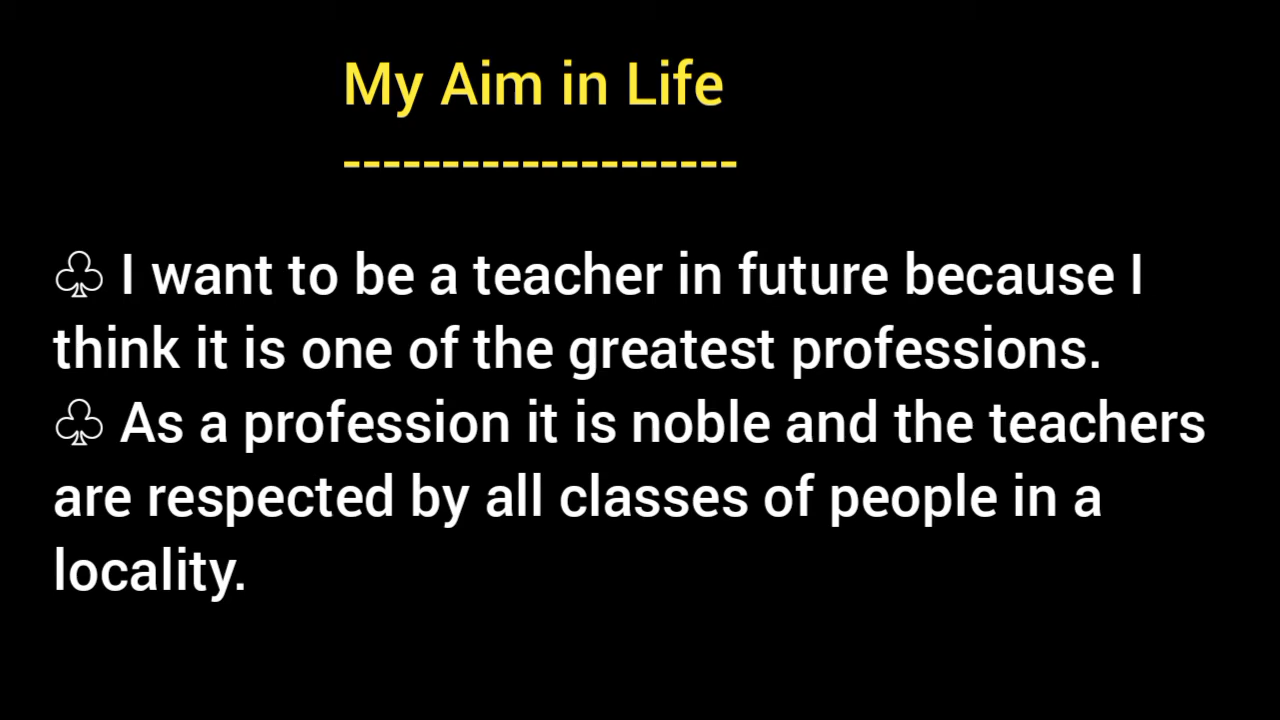 My Aim in Life
--------------------
♧ I want to be a teacher in future because I
think it is one of the greatest professions.
♧ As a profession it is noble and the teachers
are respected by all classes of people in a
locality.